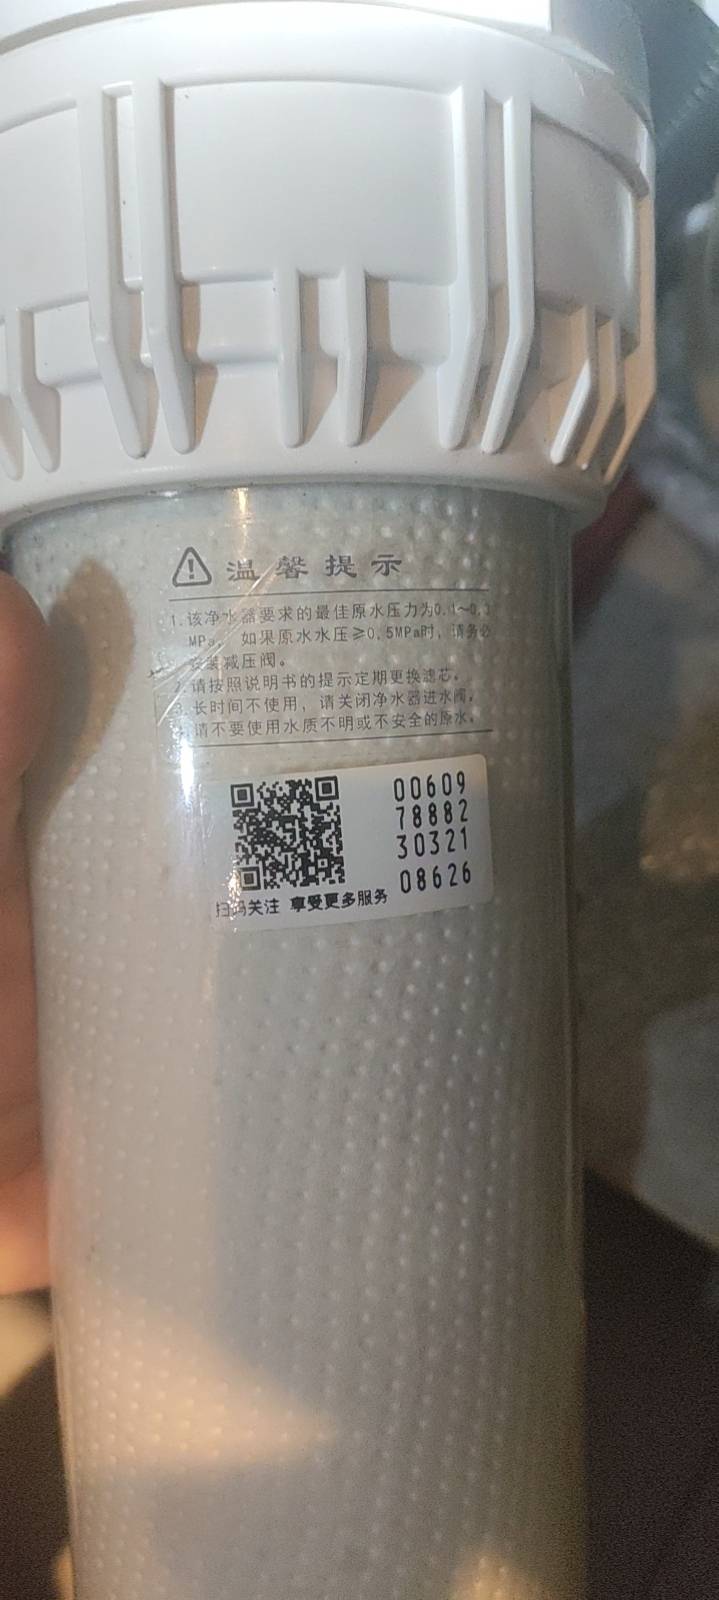 温馨提示
1.该净水器要求的最佳原水压力为0.1～0.3
MPa。如果原水水压≥0.5MPa时，请务必
安装减压阀。
2.请按照说明书的提示定期更换滤芯。
3.长时间不使用，请关闭净水器进水阀。
请不要使用水质不明或不安全的原水。
00609
78882
30321
08626
扫码关注 享受更多服务